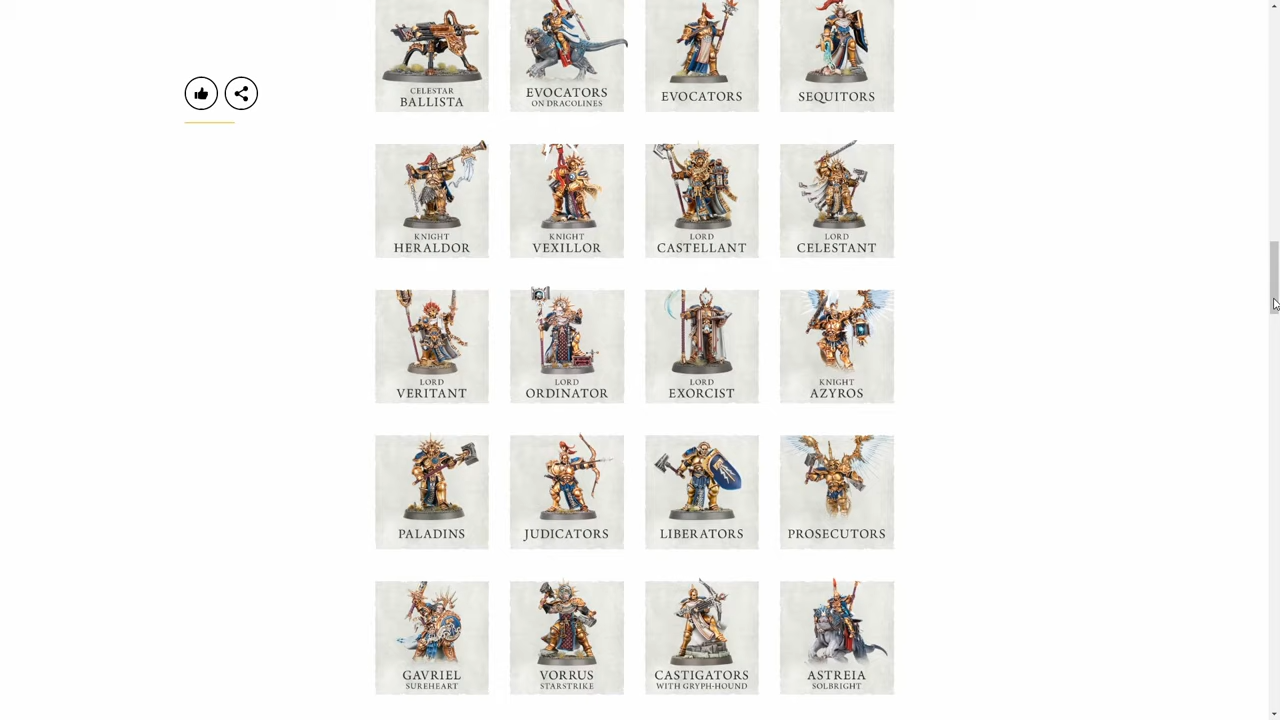 CELESTAR
BALLISTA
EVOCATORS
ON DRACOLINES
EVOCATORS
SEQUITORS
KNIGHT
HERALDOR
KNIGHT
VEXILLOR
LORD
CASTELLANT
LORD
CELESTANT
LORD
VERITANT
LORD
ORDINATOR
LORD
EXORCIST
KNIGHT
AZYROS
PALADINS
JUDICATORS
LIBERATORS
PROSECUTORS
GAVRIEL
SUREHEART
VORRUS
STARSTRIKE
CASTIGATORS
WITH GRYPH-HOUND
ASTREIA
SOLBRIGHT